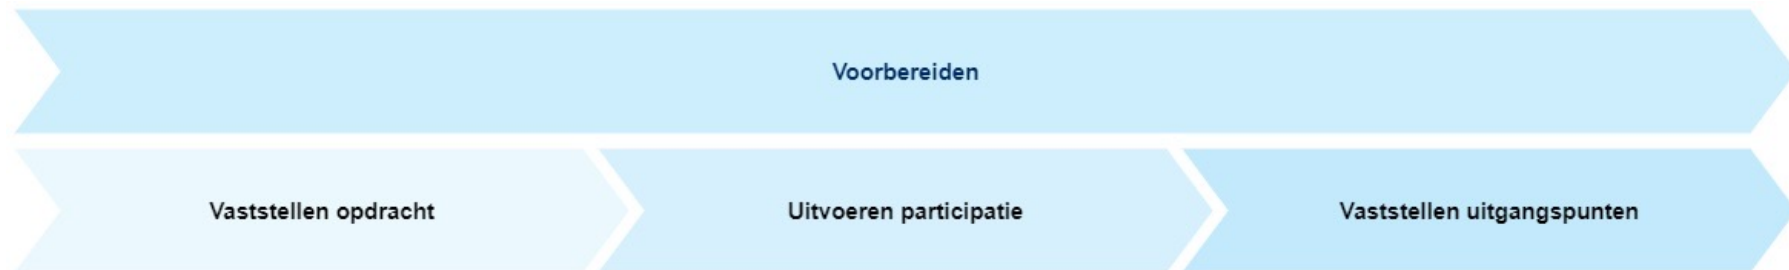 Voorbereiden
Vaststellen opdracht
Uitvoeren participatie
Vaststellen uitgangspunten